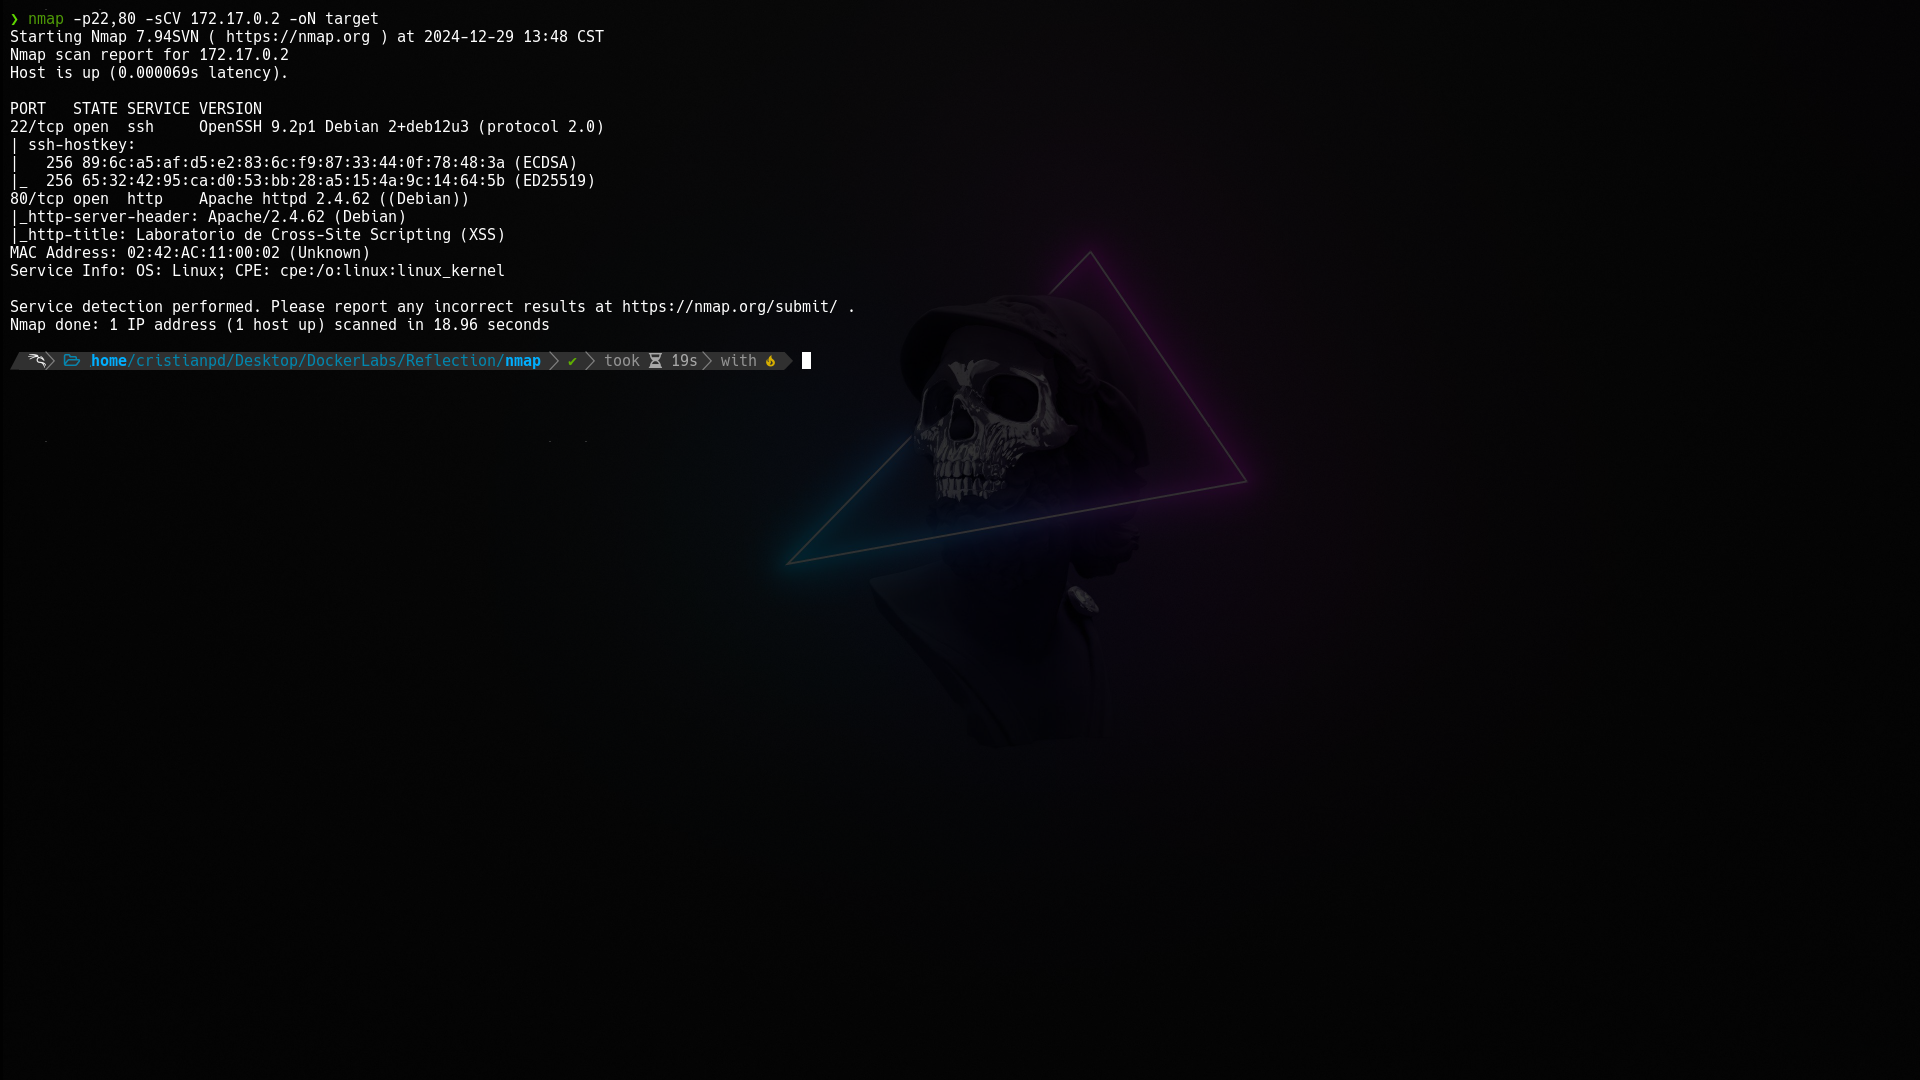 ❯ nmap -p22,80 -sCV 172.17.0.2 -oN target
Starting Nmap 7.94SVN ( https://nmap.org ) at 2024-12-29 13:48 CST
Nmap scan report for 172.17.0.2
Host is up (0.000069s latency).
PORT   STATE SERVICE VERSION
22/tcp open  ssh     OpenSSH 9.2p1 Debian 2+deb12u3 (protocol 2.0)
| ssh-hostkey:
|   256 89:6c:a5:af:d5:e2:83:6c:f9:87:33:44:0f:78:48:3a (ECDSA)
|_  256 65:32:42:95:ca:d0:53:bb:28:a5:15:4a:9c:14:64:5b (ED25519)
80/tcp open  http    Apache httpd 2.4.62 ((Debian))
|_http-server-header: Apache/2.4.62 (Debian)
|_http-title: Laboratorio de Cross-Site Scripting (XSS)
MAC Address: 02:42:AC:11:00:02 (Unknown)
Service Info: OS: Linux; CPE: cpe:/o:linux:linux_kernel
Service detection performed. Please report any incorrect results at https://nmap.org/submit/ .
Nmap done: 1 IP address (1 host up) scanned in 18.96 seconds
home/cristianpd/Desktop/DockerLabs/Reflection/nmap ✔ took 19s with